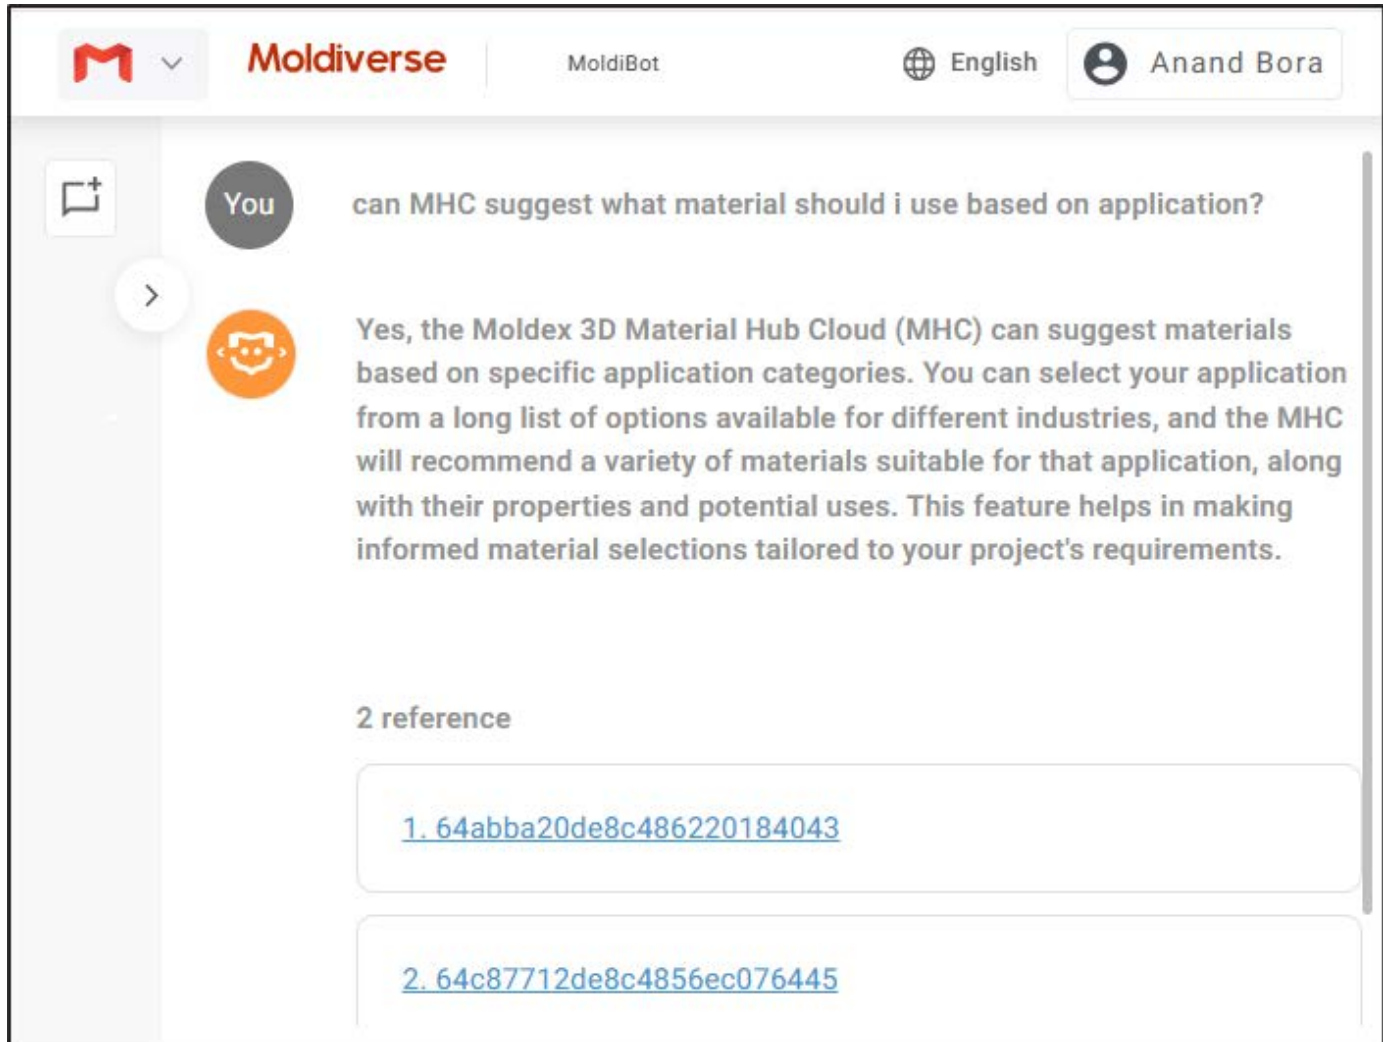 Moldiverse
MoldiBot
English
Anand Bora
You
can MHC suggest what material should i use based on application?
Yes, the Moldex 3D Material Hub Cloud (MHC) can suggest materials
based on specific application categories. You can select your application
from a long list of options available for different industries, and the MHC
will recommend a variety of materials suitable for that application, along
with their properties and potential uses. This feature helps in making
informed material selections tailored to your project's requirements.
2 reference
1. 64abba20de8c486220184043
2. 64c87712de8c4856ec076445